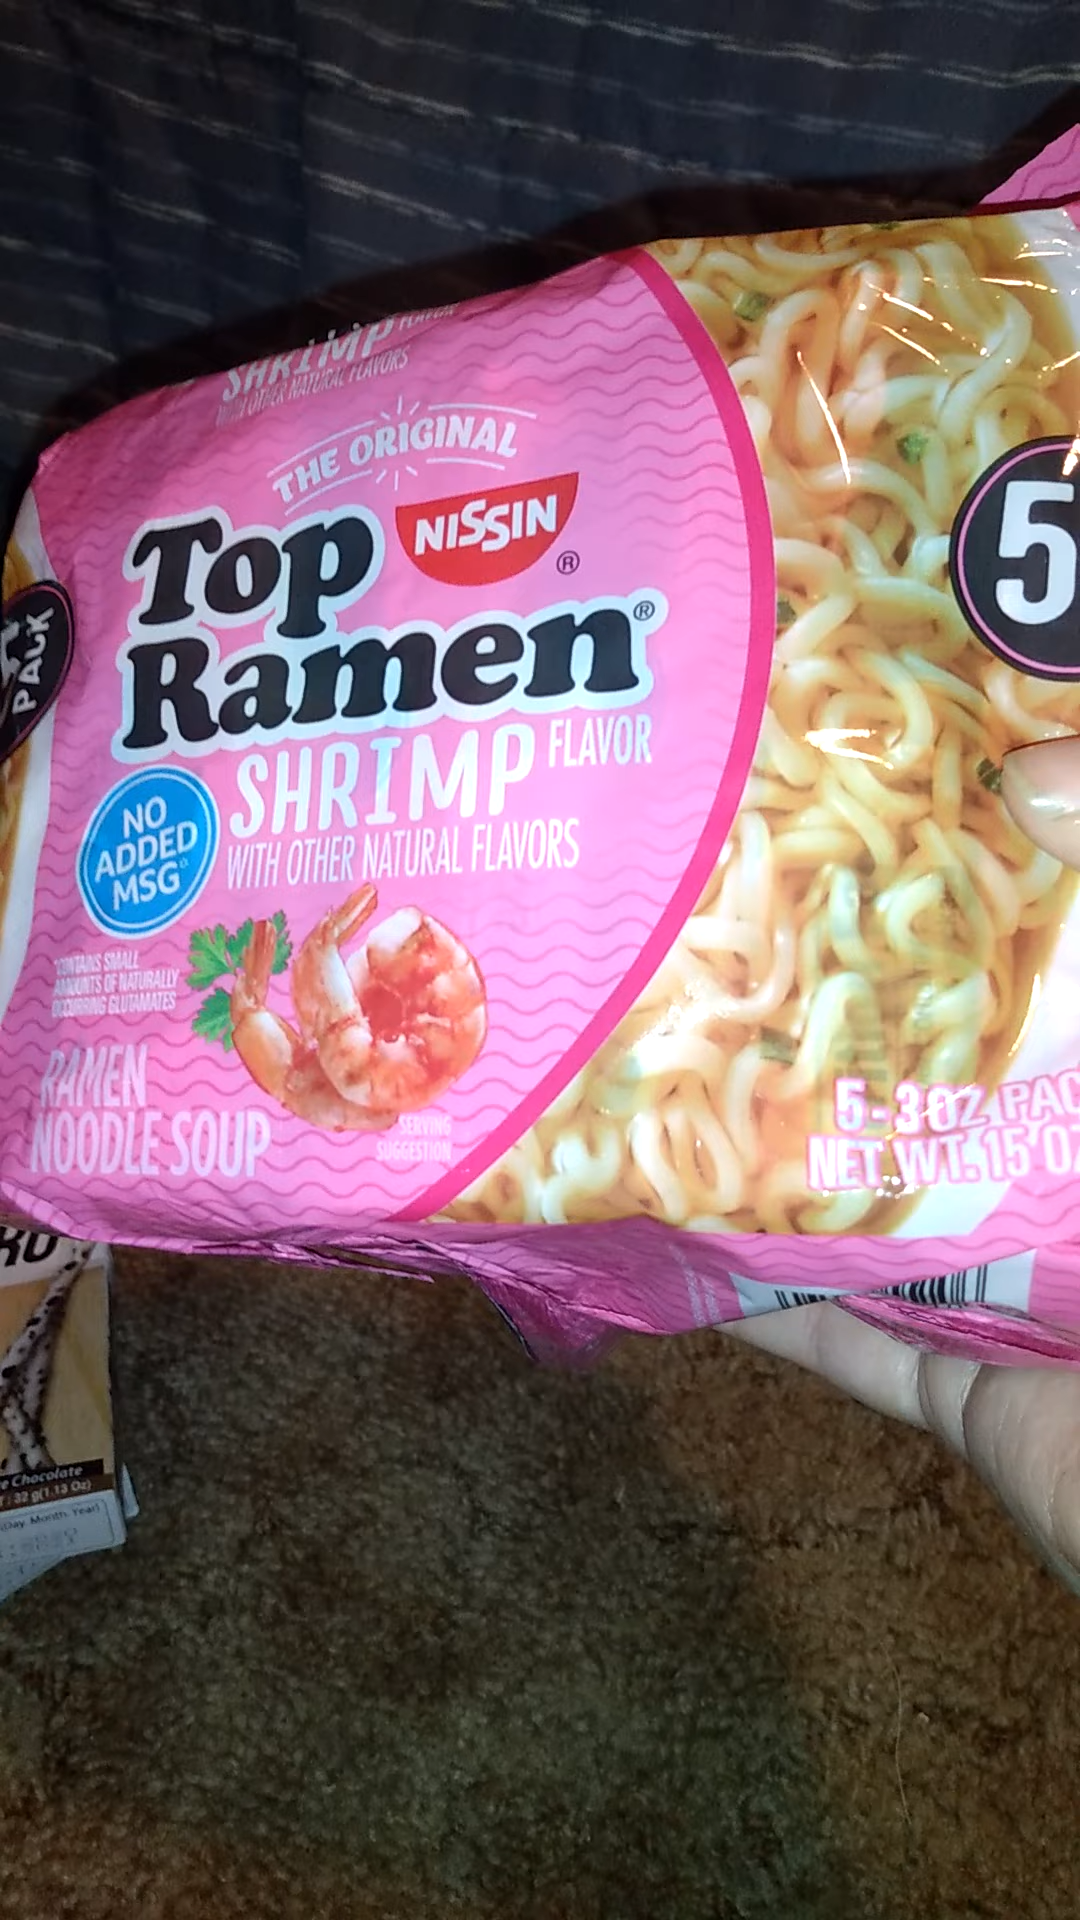 SHRIMP FLAVOR
WITH OTHER NATURAL FLAVORS
THE ORIGINAL
NISSIN
®
Top
Ramen®
SHRIMP FLAVOR
WITH OTHER NATURAL FLAVORS
NO
ADDED
MSG
*CONTAINS SMALL
AMOUNTS OF NATURALLY
OCCURRING GLUTAMATES
RAMEN
NOODLE SOUP
SERVING
SUGGESTION
5
PACK
5-3 OZ PAC
NET WT. 15 OZ
e Chocolate
: 32 g(1.13 Oz)
(Day. Month. Year)